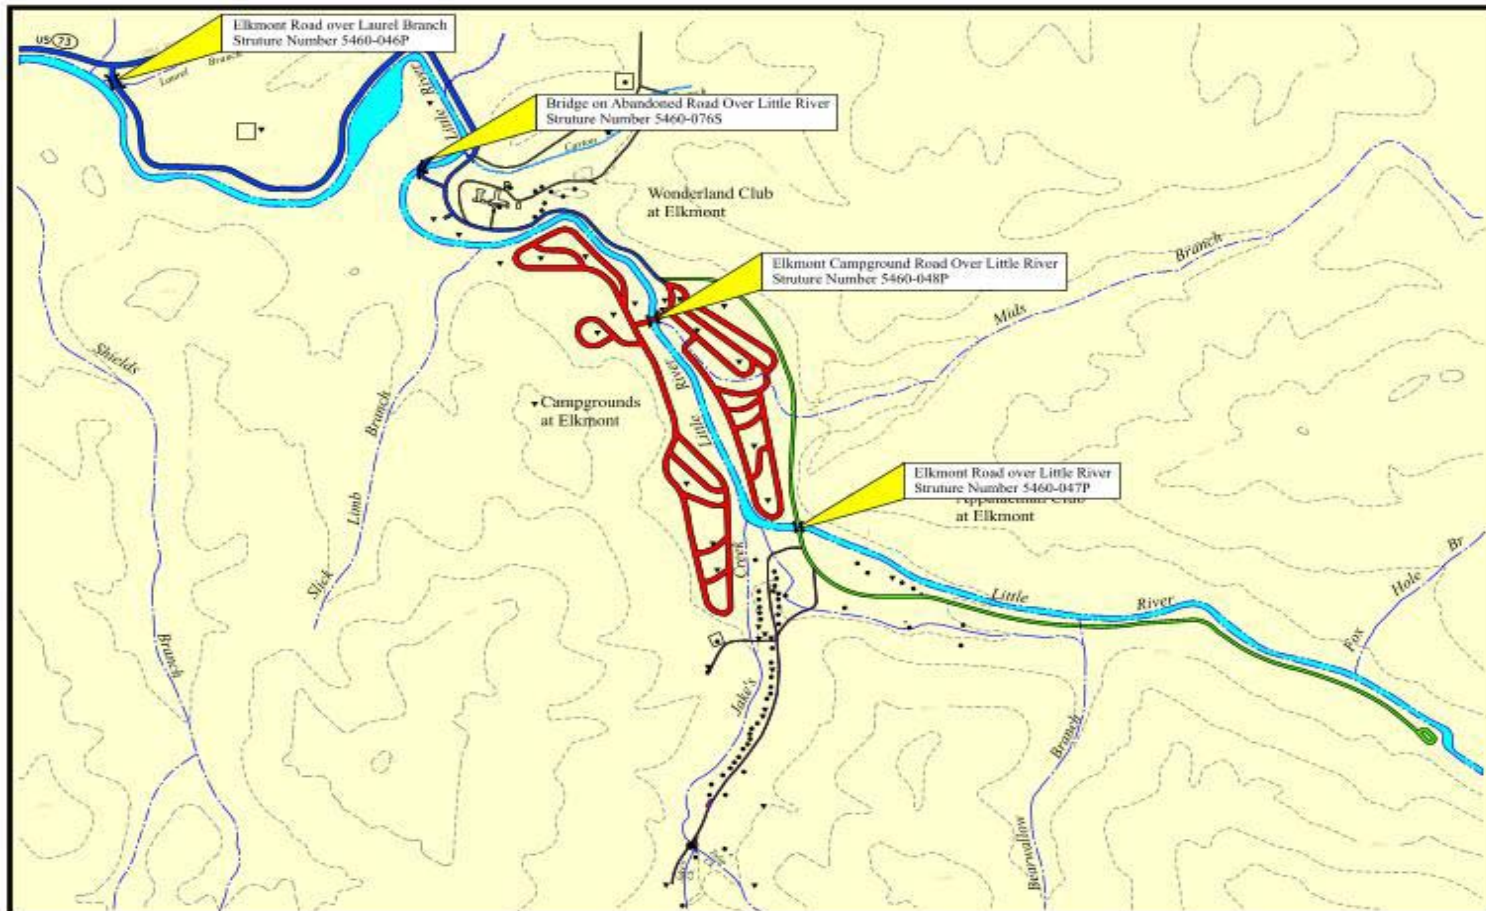 Elkmont Road over Laurel Branch
Struture Number 5460-046P
US 73
Laurel
Branch
Little River
Bridge on Abandoned Road Over Little River
Struture Number 5460-076S
Wonderland Club
at Elkmont
Elkmont Campground Road Over Little River
Struture Number 5460-048P
Mids
Branch
Shields
Branch
Slick
Limb
Branch
Campgrounds
at Elkmont
Little
River
Elkmont Road over Little River
Struture Number 5460-047P
at Elkmont
Creek
Jake's
Little
River
Fox
Hole
Br
Bearwallow
Branch